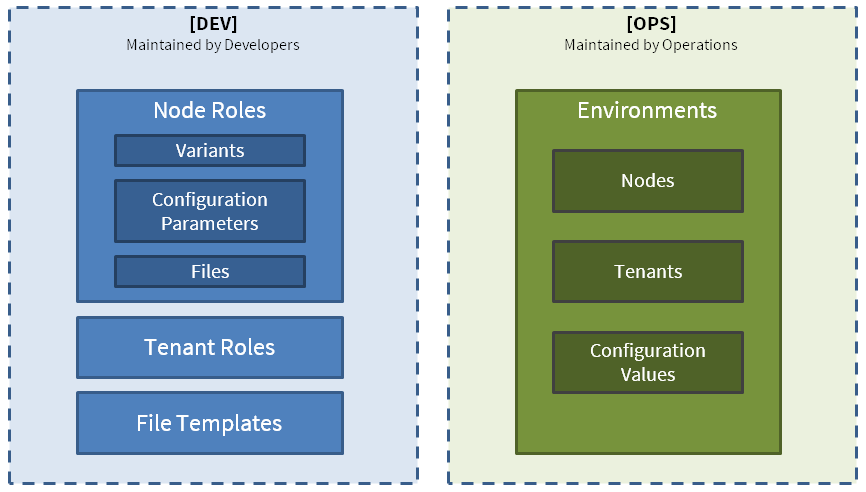 [DEV]
Maintained by Developers
Node Roles
Variants
Configuration
Parameters
Files
Tenant Roles
File Templates
[OPS]
Maintained by Operations
Environments
Nodes
Tenants
Configuration
Values